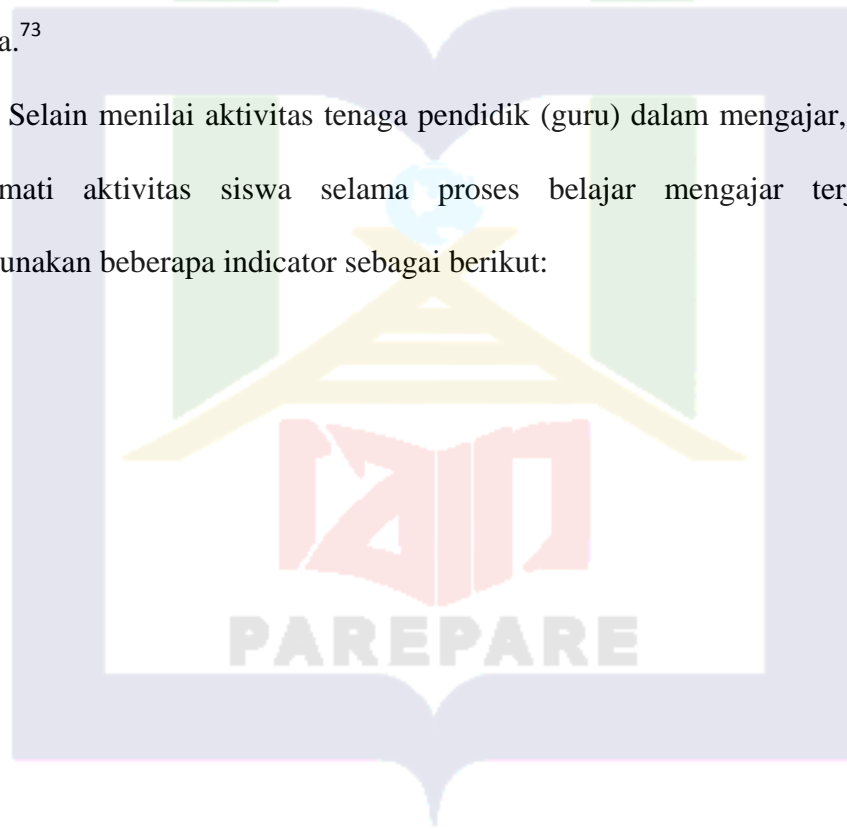 a.73
Selain menilai aktivitas tenaga pendidik (guru) dalam mengajar,
mati aktivitas siswa selama proses belajar mengajar ter
unakan beberapa indicator sebagai berikut:
IAIN
PAREPARE